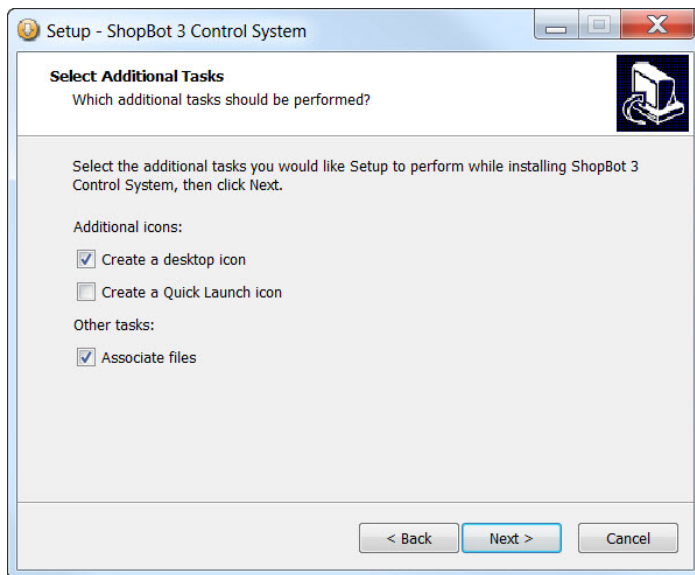 Setup - ShopBot 3 Control System
Select Additional Tasks
Which additional tasks should be performed?
Select the additional tasks you would like Setup to perform while installing ShopBot 3
Control System, then click Next.
Additional icons:
Create a desktop icon
Create a Quick Launch icon
Other tasks:
Associate files
< Back Next > Cancel